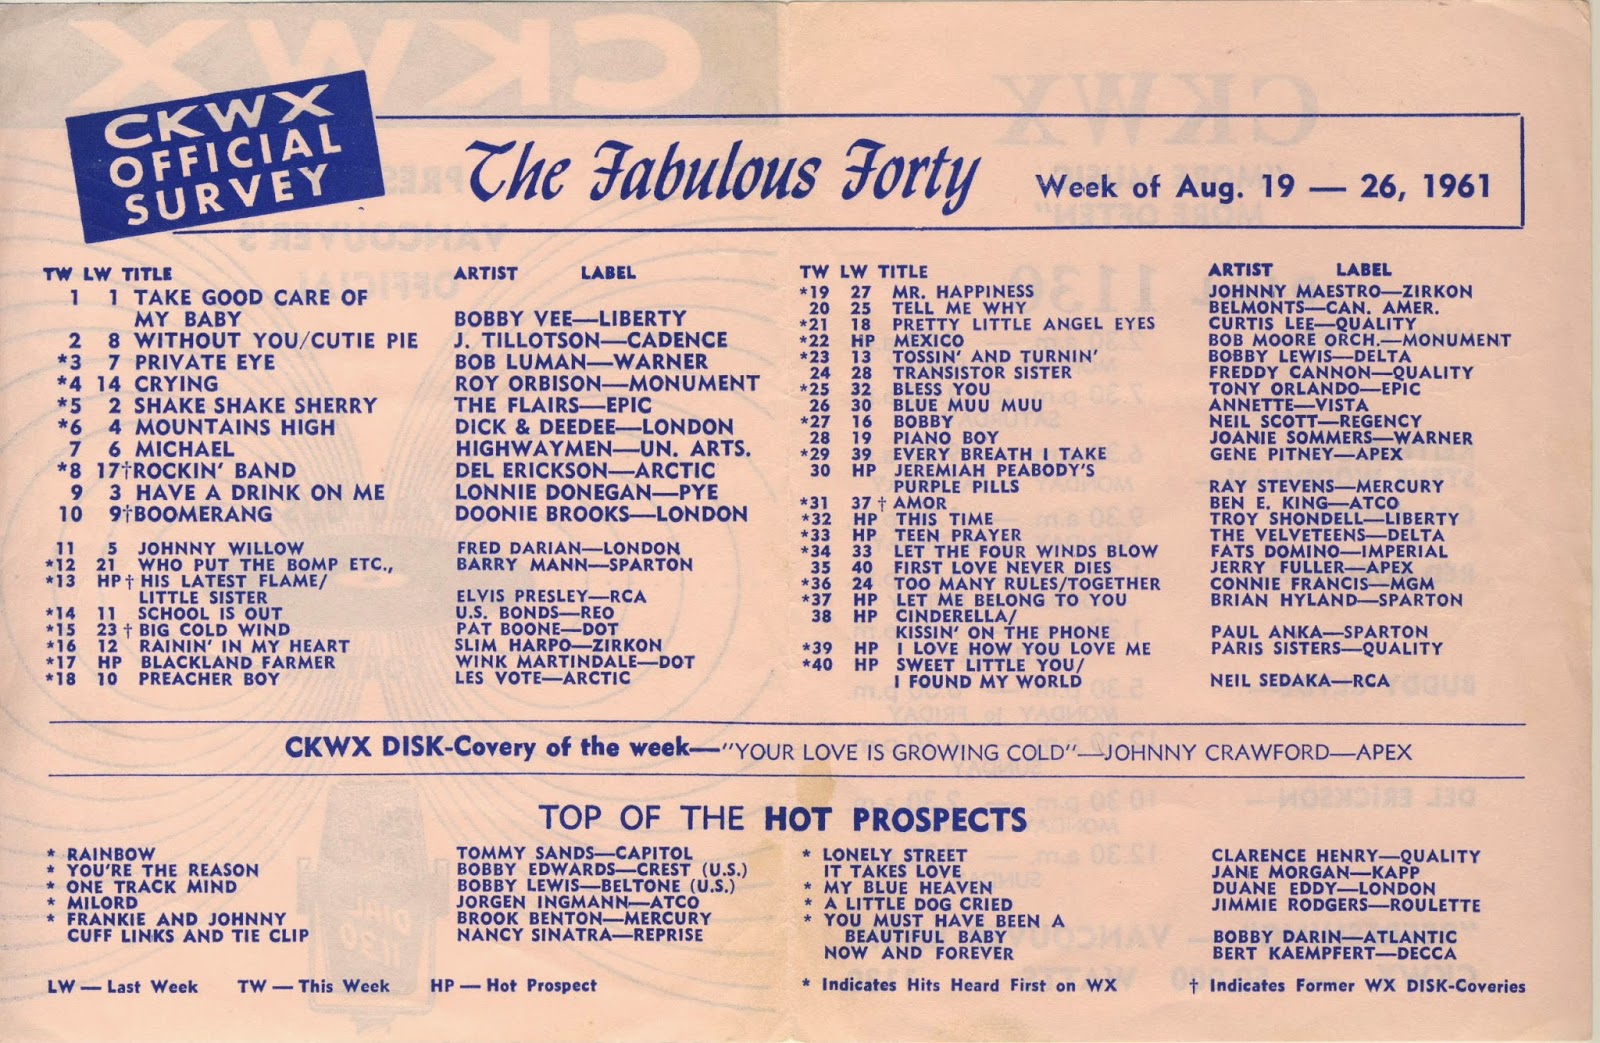 CKWX
OFFICIAL
SURVEY
The Fabulous Forty Week of Aug. 19 — 26, 1961
TW LW TITLE ARTIST LABEL
1 1 TAKE GOOD CARE OF
MY BABY BOBBY VEE—LIBERTY
2 8 WITHOUT YOU/CUTIE PIE J. TILLOTSON—CADENCE
*3 7 PRIVATE EYE BOB LUMAN—WARNER
*4 14 CRYING ROY ORBISON—MONUMENT
*5 2 SHAKE SHAKE SHERRY THE FLAIRS—EPIC
*6 4 MOUNTAINS HIGH DICK & DEEDEE—LONDON
7 6 MICHAEL HIGHWAYMEN—UN. ARTS.
*8 17†ROCKIN' BAND DEL ERICKSON—ARCTIC
9 3 HAVE A DRINK ON ME LONNIE DONEGAN—PYE
10 9†BOOMERANG DOONIE BROOKS—LONDON
11 5 JOHNNY WILLOW FRED DARIAN—LONDON
*12 21 WHO PUT THE BOMP ETC., BARRY MANN—SPARTON
*13 HP† HIS LATEST FLAME/
LITTLE SISTER ELVIS PRESLEY—RCA
*14 11 SCHOOL IS OUT U.S. BONDS—REO
*15 23† BIG COLD WIND PAT BOONE—DOT
*16 12 RAININ' IN MY HEART SLIM HARPO—ZIRKON
*17 HP BLACKLAND FARMER WINK MARTINDALE—DOT
*18 10 PREACHER BOY LES VOTE—ARCTIC
TW LW TITLE ARTIST LABEL
*19 27 MR. HAPPINESS JOHNNY MAESTRO—ZIRKON
20 25 TELL ME WHY BELMONTS—CAN. AMER.
*21 18 PRETTY LITTLE ANGEL EYES CURTIS LEE—QUALITY
*22 HP MEXICO BOB MOORE ORCH.—MONUMENT
*23 13 TOSSIN' AND TURNIN' BOBBY LEWIS—DELTA
24 28 TRANSISTOR SISTER FREDDY CANNON—QUALITY
*25 32 BLESS YOU TONY ORLANDO—EPIC
26 30 BLUE MUU MUU ANNETTE—VISTA
*27 16 BOBBY NEIL SCOTT—REGENCY
28 19 PIANO BOY JOANIE SOMMERS—WARNER
*29 39 EVERY BREATH I TAKE GENE PITNEY—APEX
30 HP JEREMIAH PEABODY'S
PURPLE PILLS RAY STEVENS—MERCURY
*31 37 † AMOR BEN E. KING—ATCO
*32 HP THIS TIME TROY SHONDELL—LIBERTY
*33 HP TEEN PRAYER THE VELVETEENS—DELTA
*34 33 LET THE FOUR WINDS BLOW FATS DOMINO—IMPERIAL
35 40 FIRST LOVE NEVER DIES JERRY FULLER—APEX
*36 24 TOO MANY RULES/TOGETHER CONNIE FRANCIS—MGM
*37 HP LET ME BELONG TO YOU BRIAN HYLAND—SPARTON
38 HP CINDERELLA/
KISSIN' ON THE PHONE PAUL ANKA—SPARTON
*39 HP I LOVE HOW YOU LOVE ME PARIS SISTERS—QUALITY
*40 HP SWEET LITTLE YOU/
I FOUND MY WORLD NEIL SEDAKA—RCA
CKWX DISK-Covery of the week—"YOUR LOVE IS GROWING COLD"—JOHNNY CRAWFORD—APEX
TOP OF THE HOT PROSPECTS
* RAINBOW TOMMY SANDS—CAPITOL
* YOU'RE THE REASON BOBBY EDWARDS—CREST (U.S.)
* ONE TRACK MIND BOBBY LEWIS—BELTONE (U.S.)
* MILORD JORGEN INGMANN—ATCO
* FRANKIE AND JOHNNY BROOK BENTON—MERCURY
CUFF LINKS AND TIE CLIP NANCY SINATRA—REPRISE
* LONELY STREET CLARENCE HENRY—QUALITY
IT TAKES LOVE JANE MORGAN—KAPP
* MY BLUE HEAVEN DUANE EDDY—LONDON
* A LITTLE DOG CRIED JIMMIE RODGERS—ROULETTE
* YOU MUST HAVE BEEN A
BEAUTIFUL BABY BOBBY DARIN—ATLANTIC
NOW AND FOREVER BERT KAEMPFERT—DECCA
LW — Last Week TW — This Week HP — Hot Prospect
* Indicates Hits Heard First on WX † Indicates Former WX DISK-Coveries